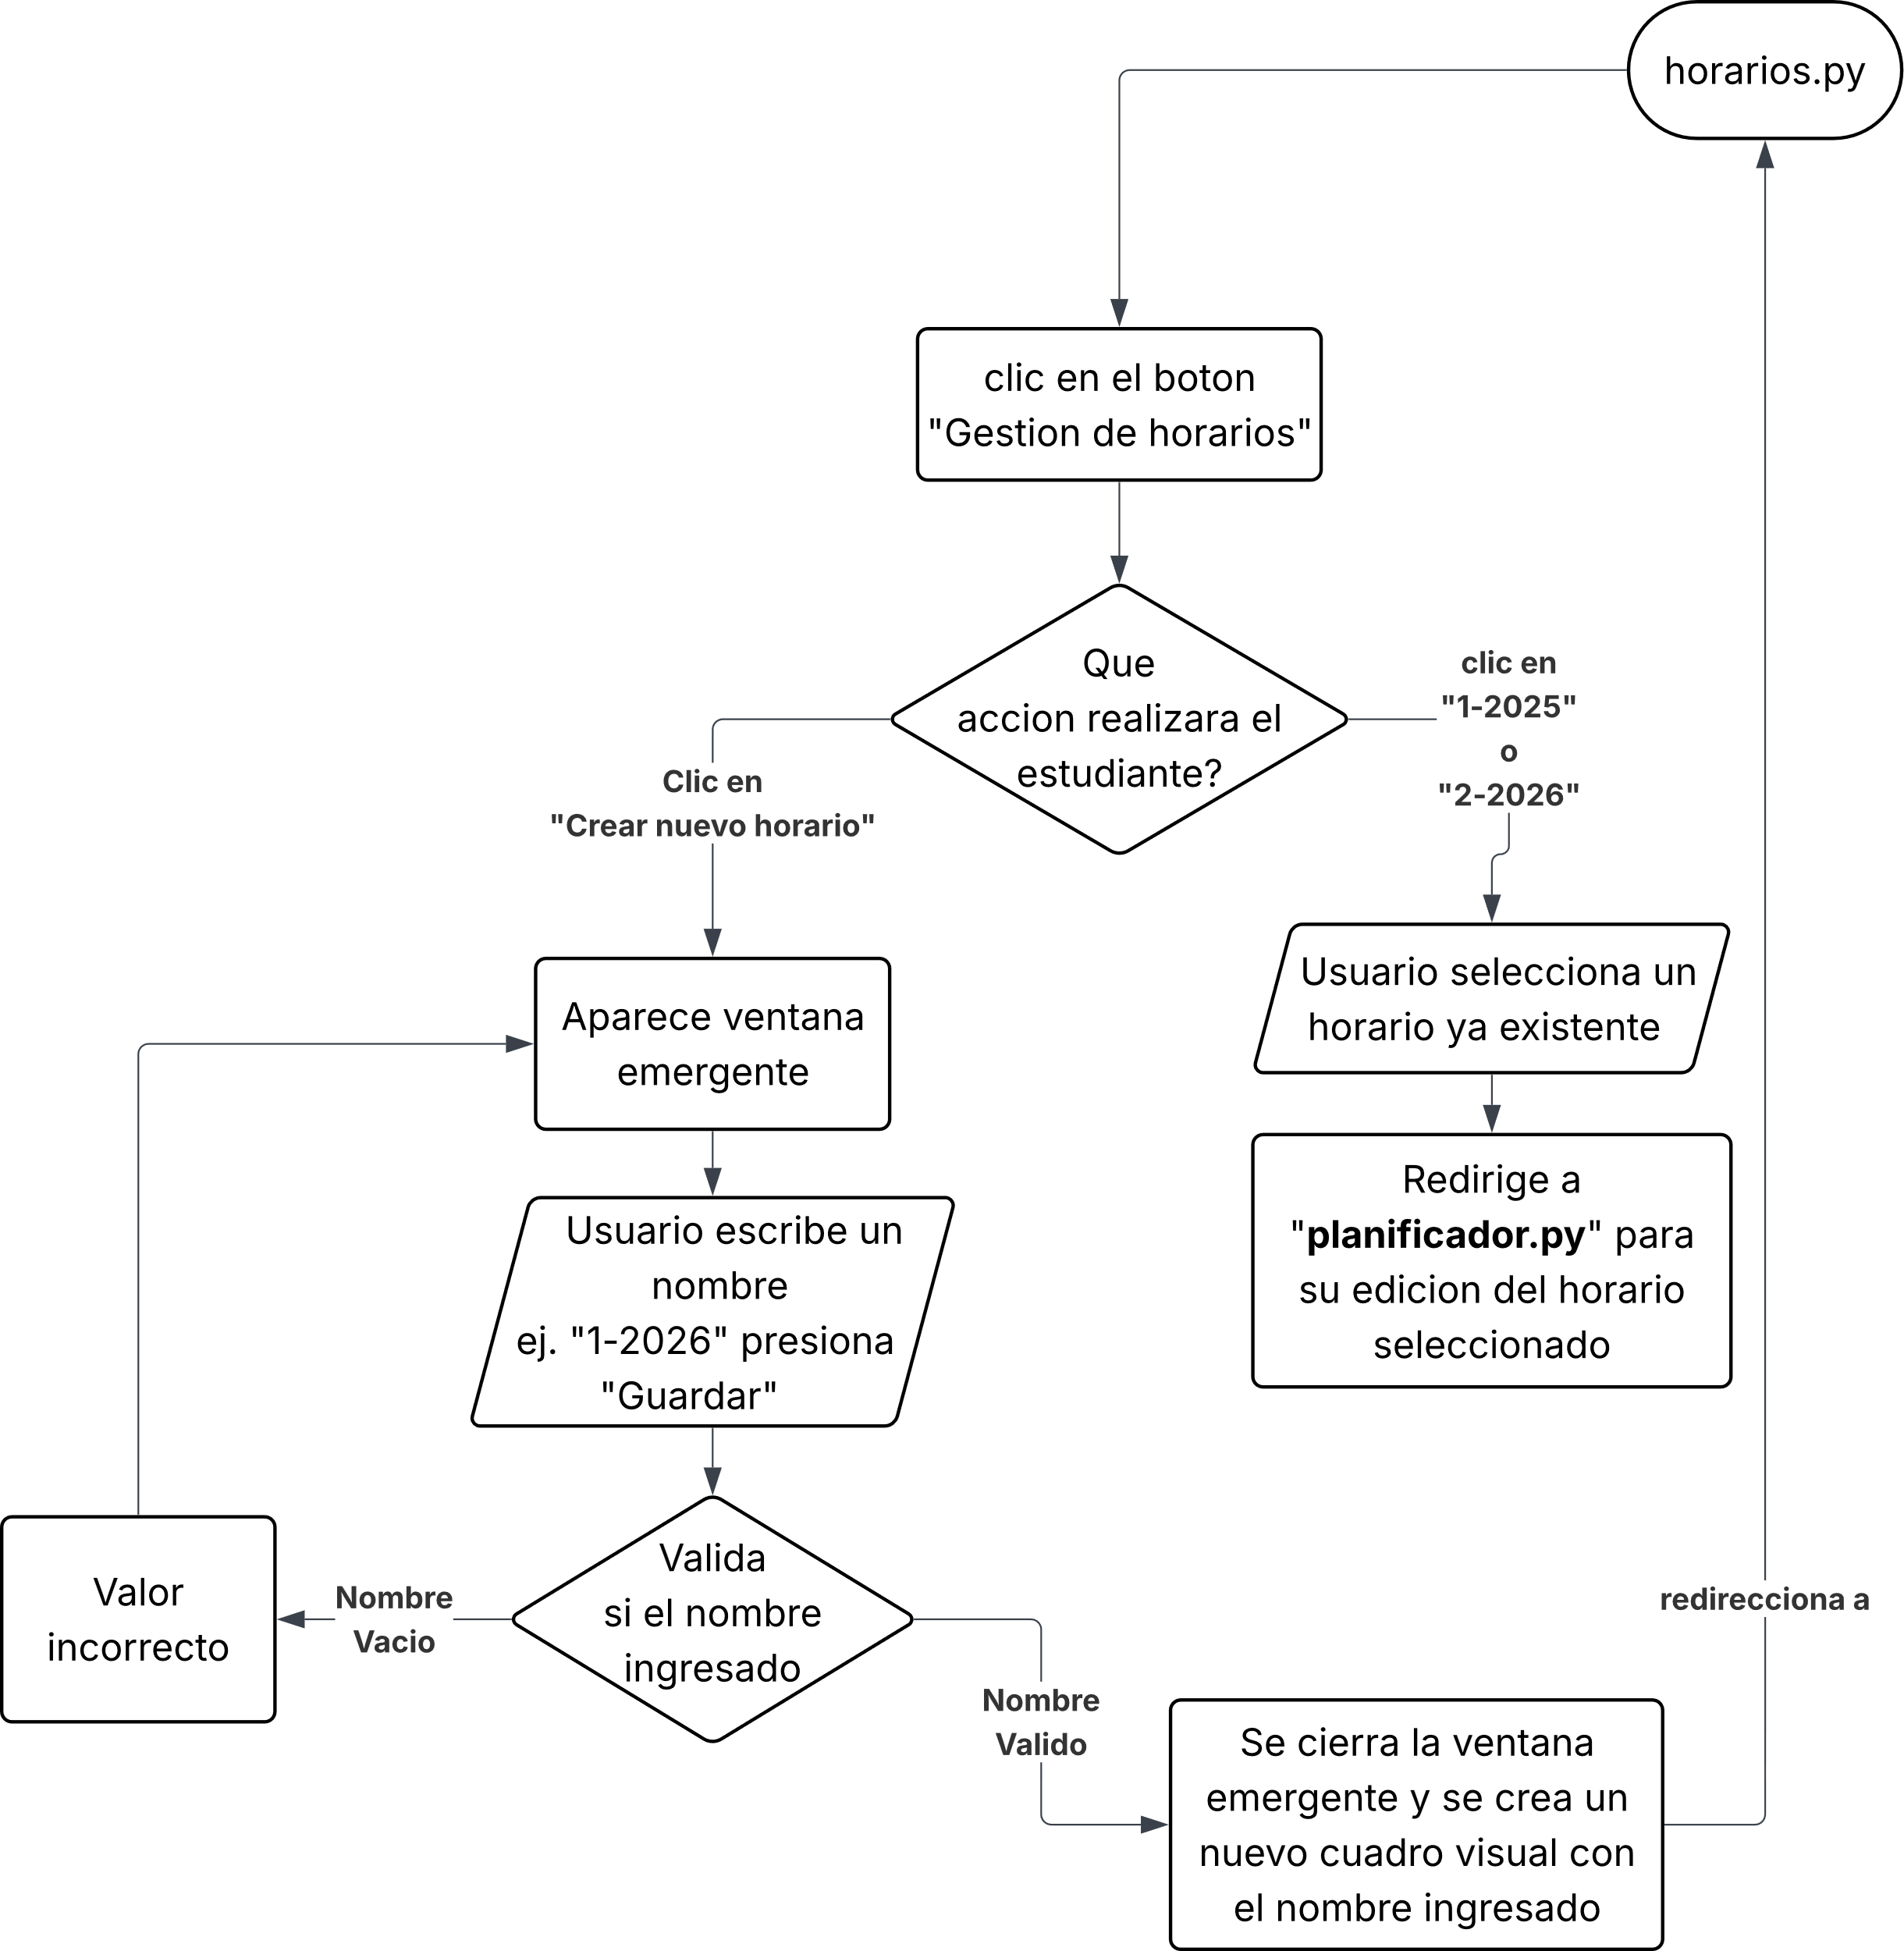 horarios.py
clic en el boton
"Gestion de horarios"
Que
accion realizara el
estudiante?
clic en
"1-2025"
o
"2-2026"
Clic en
"Crear nuevo horario"
Usuario selecciona un
horario ya existente
Aparece ventana
emergente
Redirige a
"planificador.py" para
su edicion del horario
seleccionado
Usuario escribe un
nombre
ej. "1-2026" presiona
"Guardar"
Valida
si el nombre
ingresado
Nombre
Vacio
Valor
incorrecto
Nombre
Valido
Se cierra la ventana
emergente y se crea un
nuevo cuadro visual con
el nombre ingresado
redirecciona a